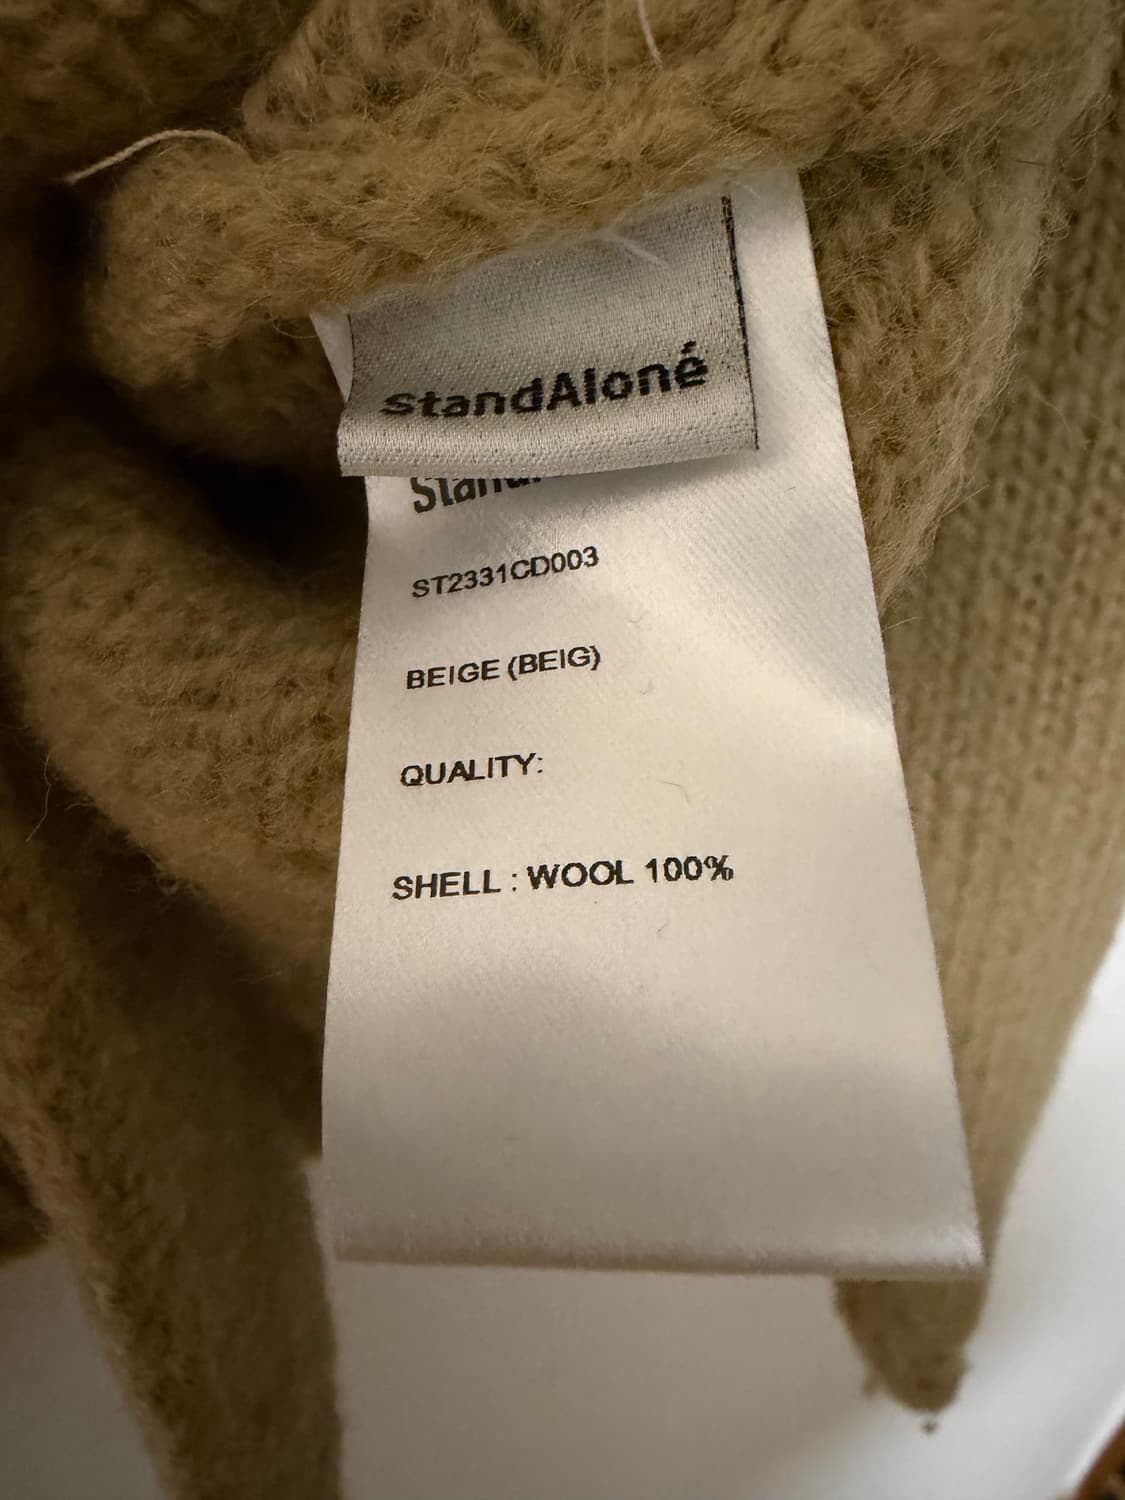 standAloné
ST2331CD003
BEIGE (BEIG)
QUALITY:
SHELL : WOOL 100%